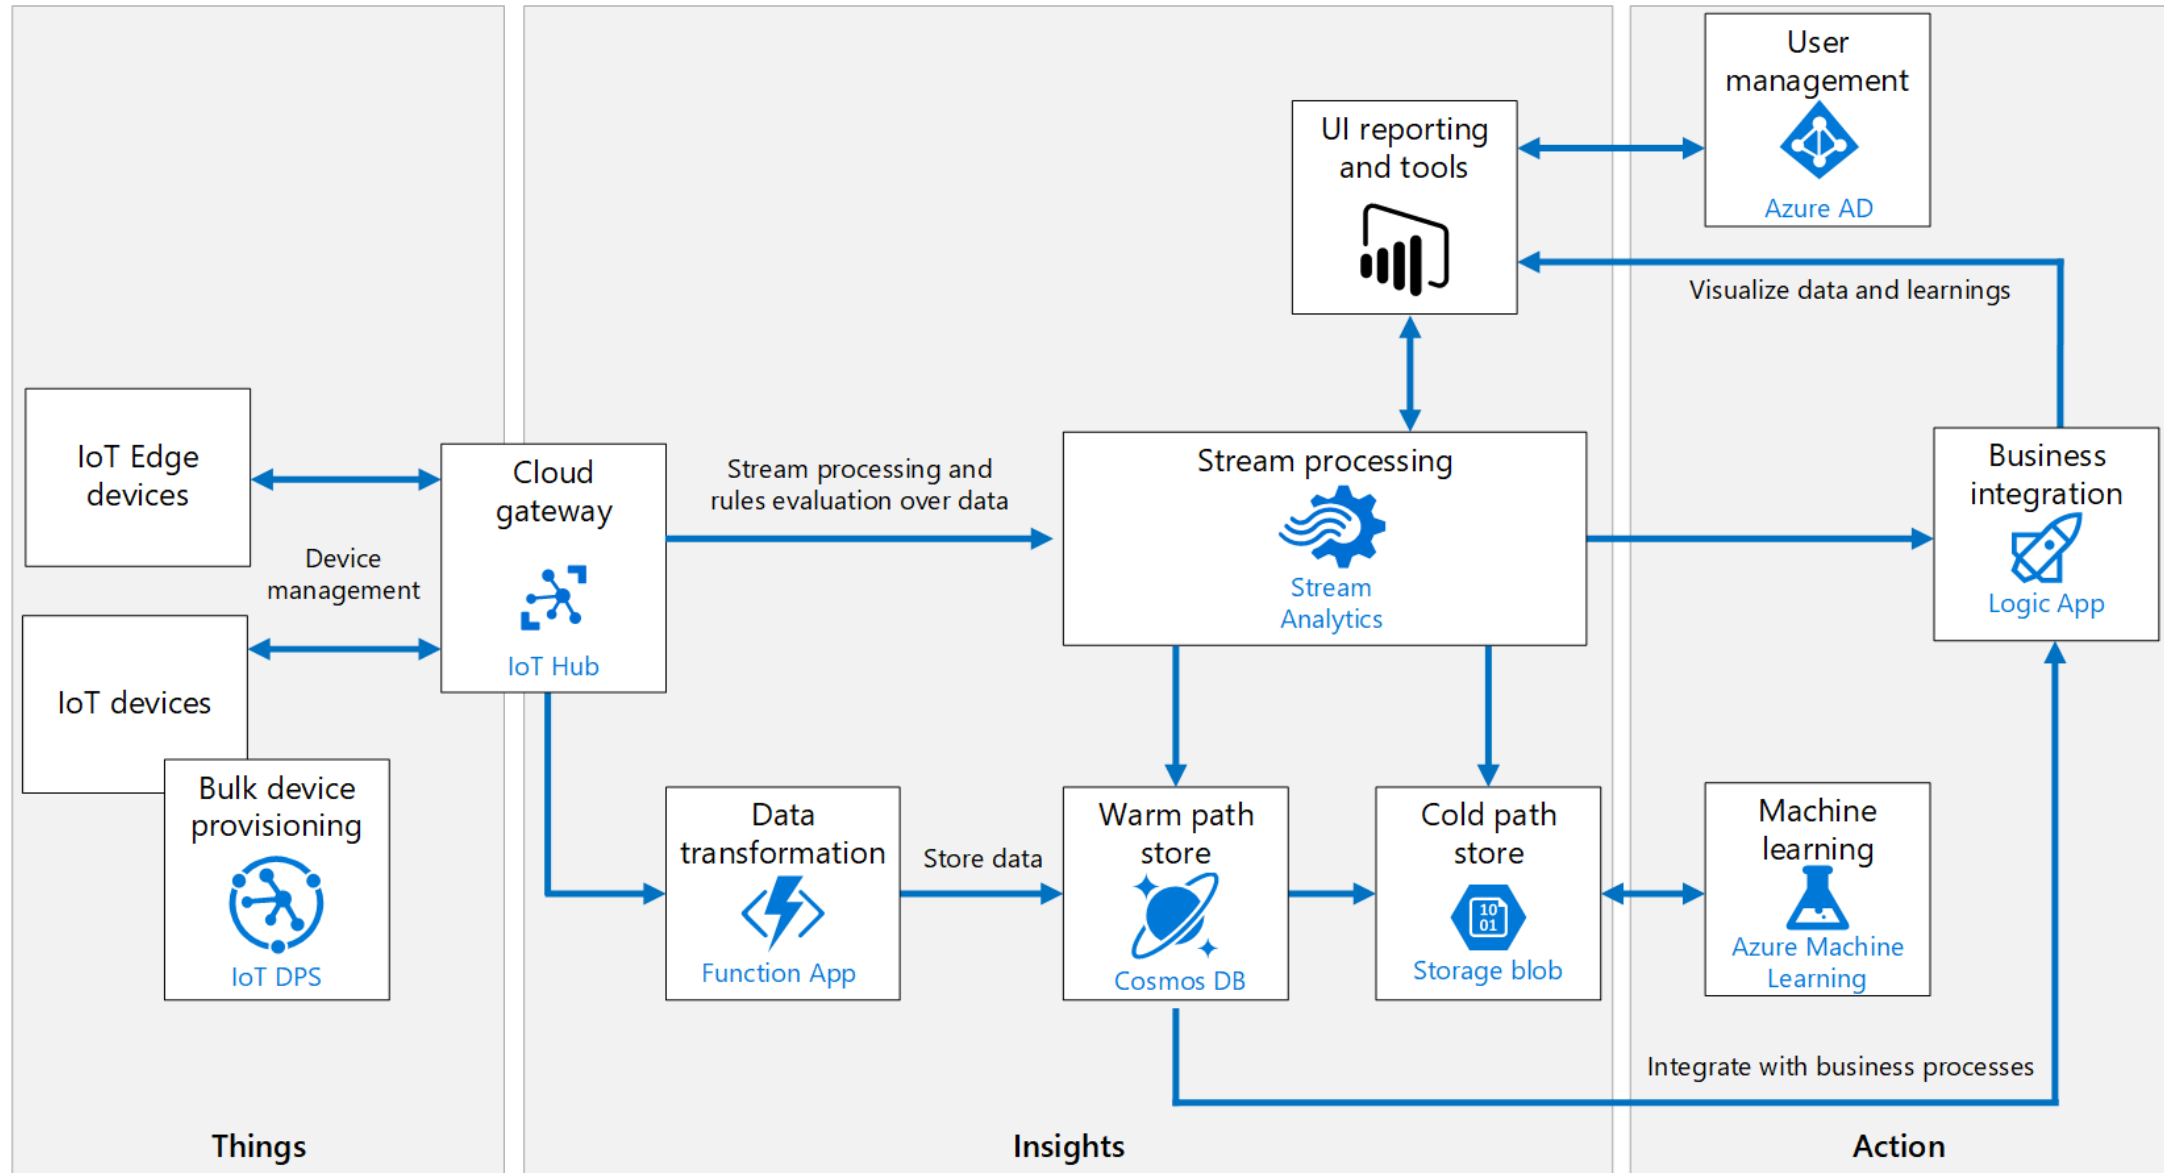 User
management
Azure AD
UI reporting
and tools
Visualize data and learnings
IoT Edge
devices
Device
management
IoT devices
Bulk device
provisioning
IoT DPS
Cloud
gateway
IoT Hub
Stream processing and
rules evaluation over data
Stream processing
Stream
Analytics
Business
integration
Logic App
Data
transformation
Function App
Store data
Warm path
store
Cosmos DB
Cold path
store
10
01
Storage blob
Machine
learning
Azure Machine
Learning
Integrate with business processes
Things
Insights
Action